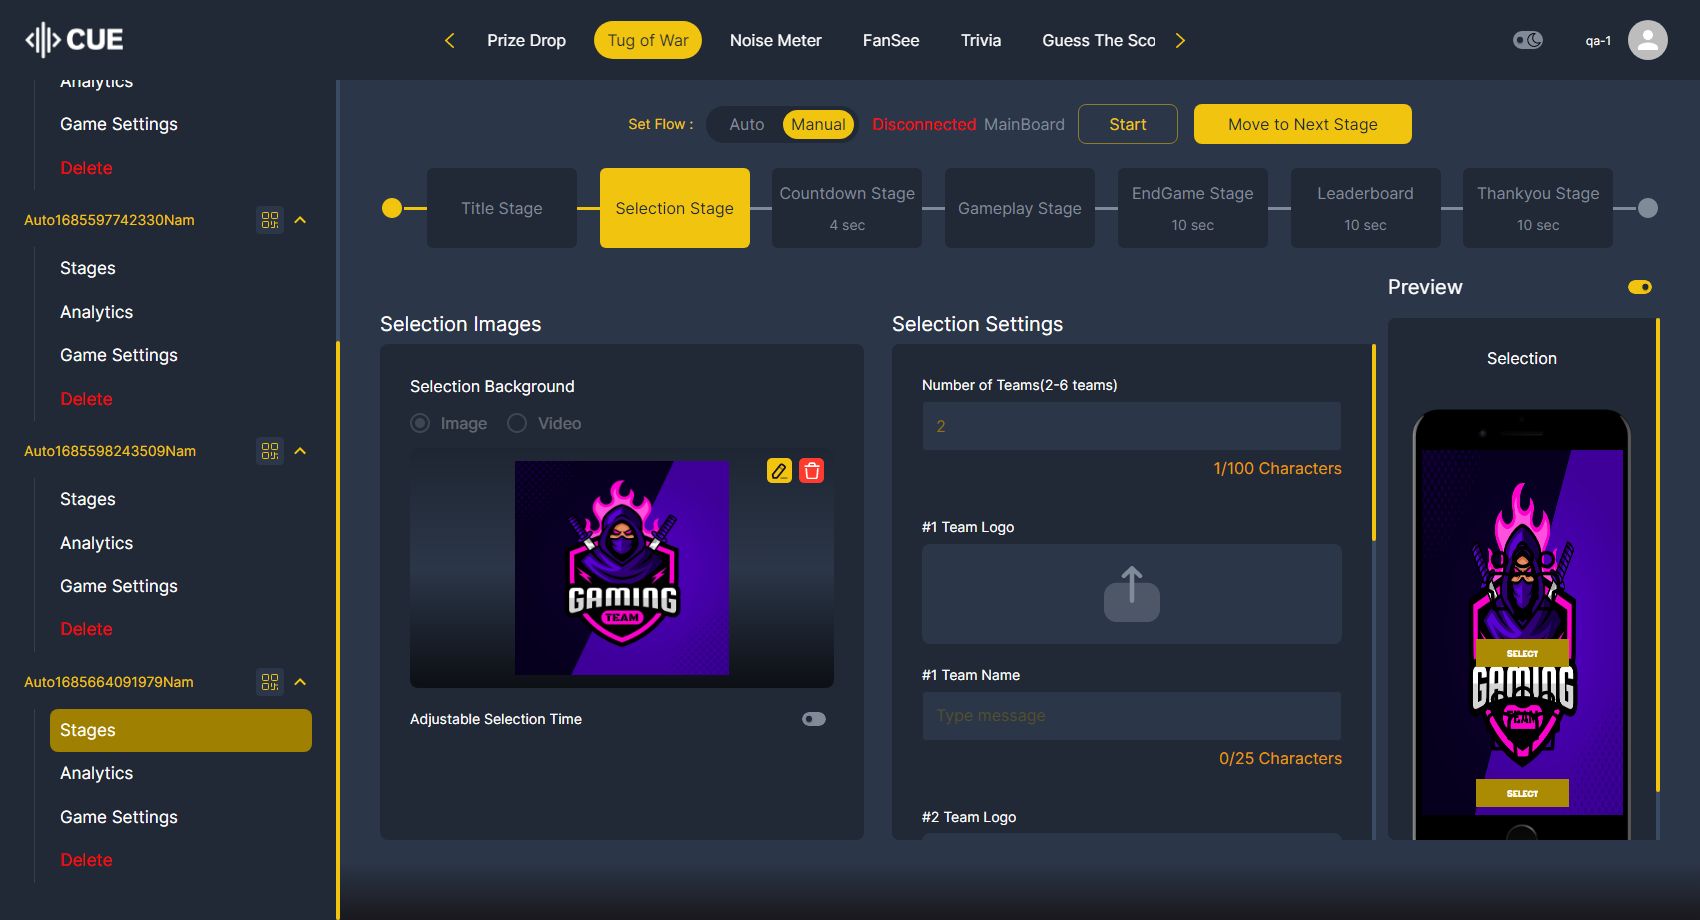 CUE
Prize Drop
Tug of War
Noise Meter
FanSee
Trivia
Guess The Sco
qa-1
Analytics
Game Settings
Delete
Auto1685597742330Nam
Stages
Analytics
Game Settings
Delete
Auto1685598243509Nam
Stages
Analytics
Game Settings
Delete
Auto1685664091979Nam
Stages
Analytics
Game Settings
Delete
Set Flow :
Auto
Manual
Disconnected MainBoard
Start
Move to Next Stage
Title Stage
Selection Stage
Countdown Stage
4 sec
Gameplay Stage
EndGame Stage
10 sec
Leaderboard
10 sec
Thankyou Stage
10 sec
Selection Images
Selection Background
Image
Video
GAMING
TEAM
Adjustable Selection Time
Selection Settings
Number of Teams(2-6 teams)
2
1/100 Characters
#1 Team Logo
#1 Team Name
Type message
0/25 Characters
#2 Team Logo
Preview
Selection
SELECT
GAMING
TEAM
SELECT